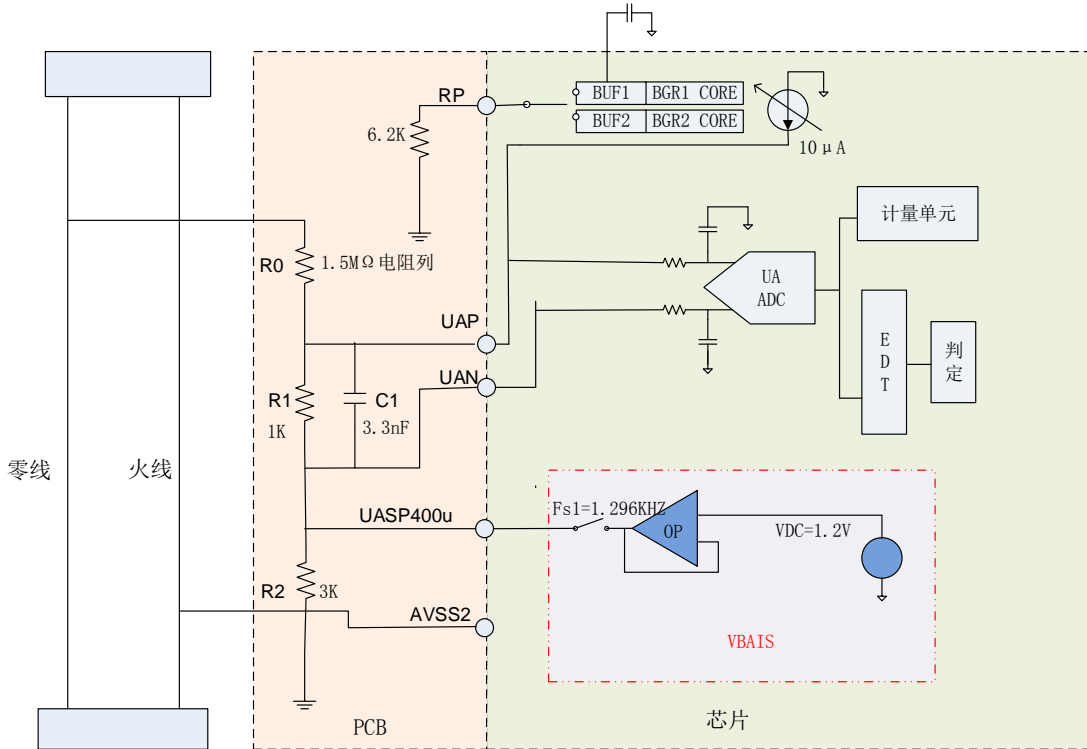 RP
6.2K
BUF1
BGR1 CORE
BUF2
BGR2 CORE
10μA
计量单元
R0
1.5MΩ电阻列
UA
ADC
UAP
EDT
判定
UAN
R1
1K
C1
3.3nF
零线
火线
UASP400u
Fs1=1.296KHZ
OP
VDC=1.2V
R2
3K
AVSS2
VBAIS
PCB
芯片